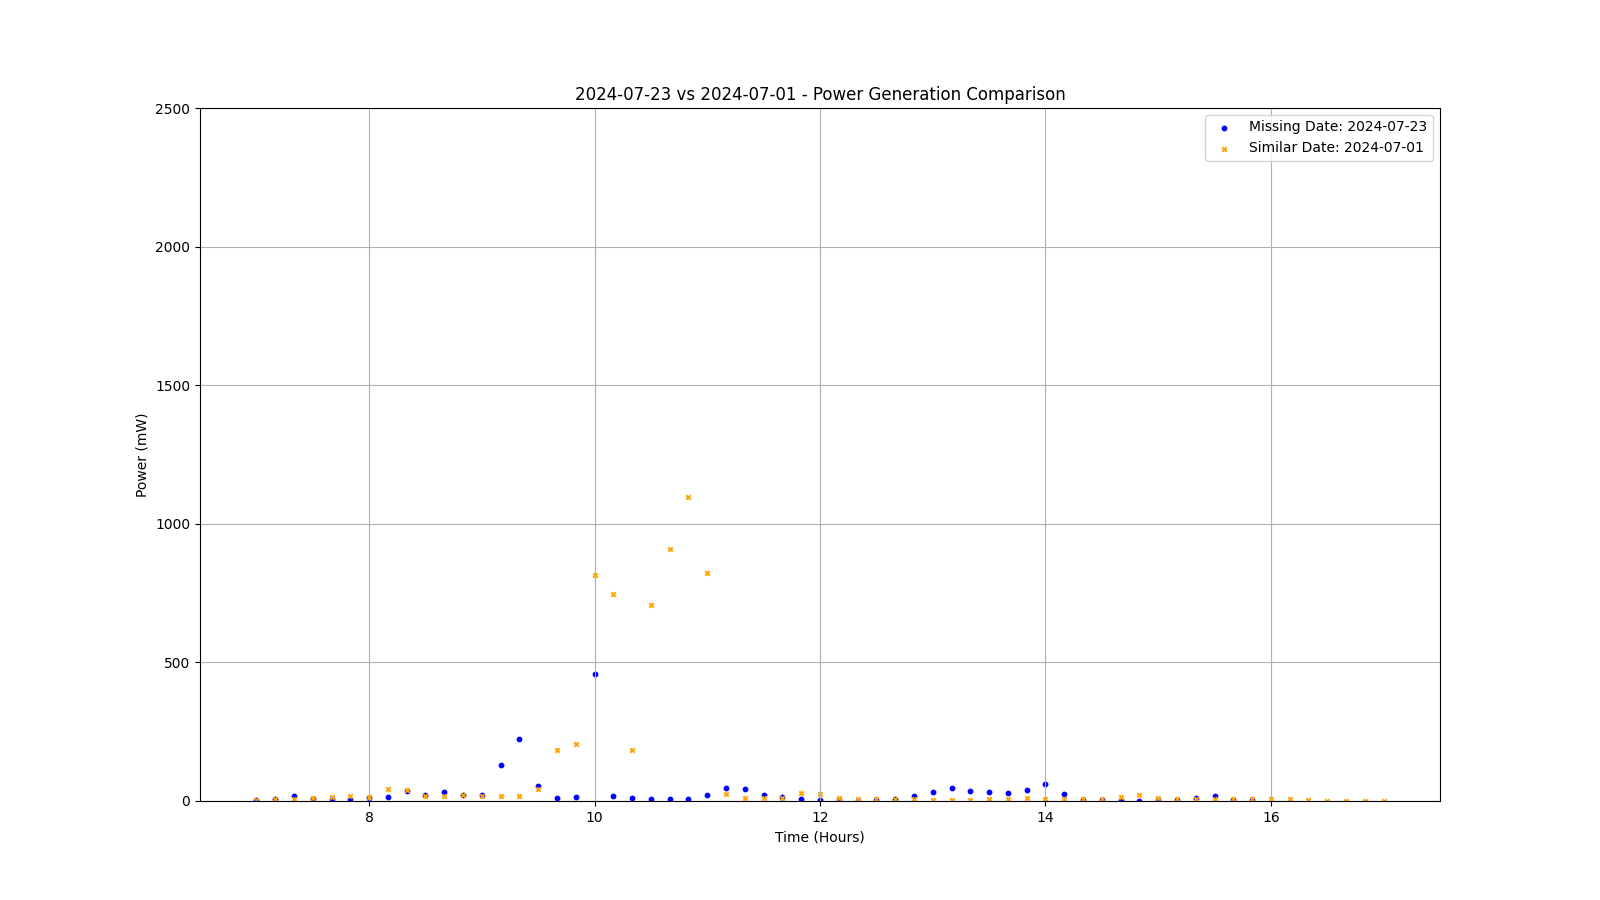 2024-07-23 vs 2024-07-01 - Power Generation Comparison
Missing Date: 2024-07-23
Similar Date: 2024-07-01
Power (mW)
2500
2000
1500
1000
500
0
8 10 12 14 16
Time (Hours)